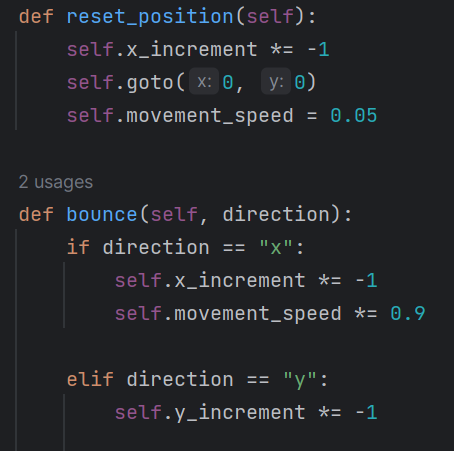 def reset_position(self):
    self.x_increment *= -1
    self.goto(x: 0, y: 0)
    self.movement_speed = 0.05
2 usages
def bounce(self, direction):
    if direction == "x":
        self.x_increment *= -1
        self.movement_speed *= 0.9
    elif direction == "y":
        self.y_increment *= -1